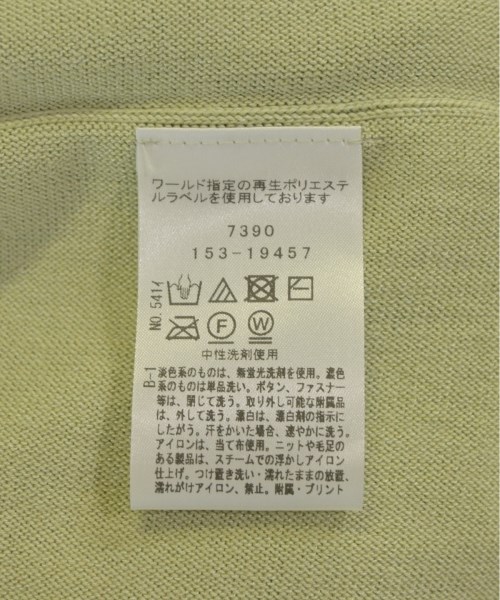 ワールド指定の再生ポリエステ
ルラベルを使用しております
7390
153-19457
NO.5414
F
W
中性洗剤使用
B-1
淡色系のものは、無蛍光洗剤を使用。濃色
系のものは単品洗い。ボタン、ファスナー
等は、閉じて洗う。取り外し可能な附属品
は、外して洗う。漂白は、漂白剤の指示に
したがう。汗をかいた場合、速やかに洗う。
アイロンは、当て布使用。ニットや毛足の
ある製品は、スチームでの浮かしアイロン
仕上げ。つけ置き洗い・濡れたままの放置、
濡れがけアイロン、禁止。附属・プリント